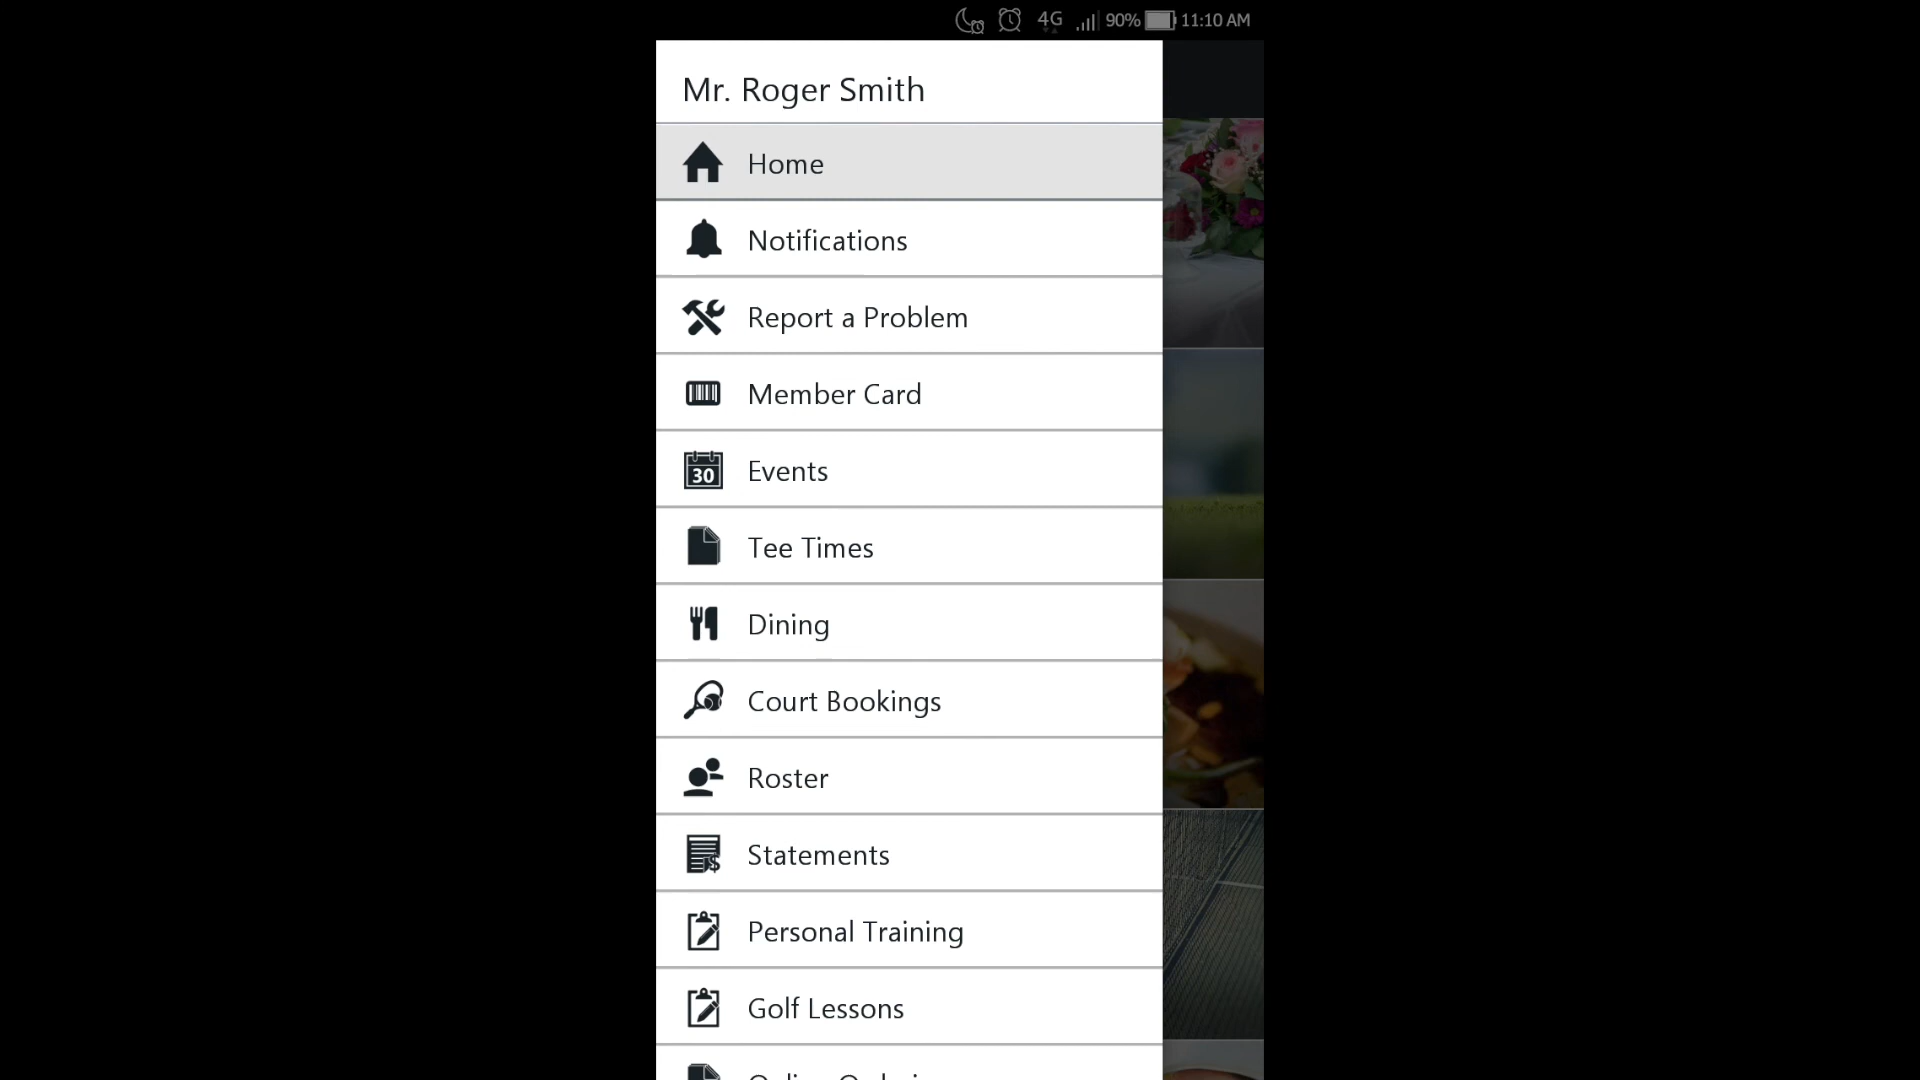 4G 90% 11:10 AM
Mr. Roger Smith
Home
Notifications
Report a Problem
Member Card
30 Events
Tee Times
Dining
Court Bookings
Roster
$ Statements
Personal Training
Golf Lessons